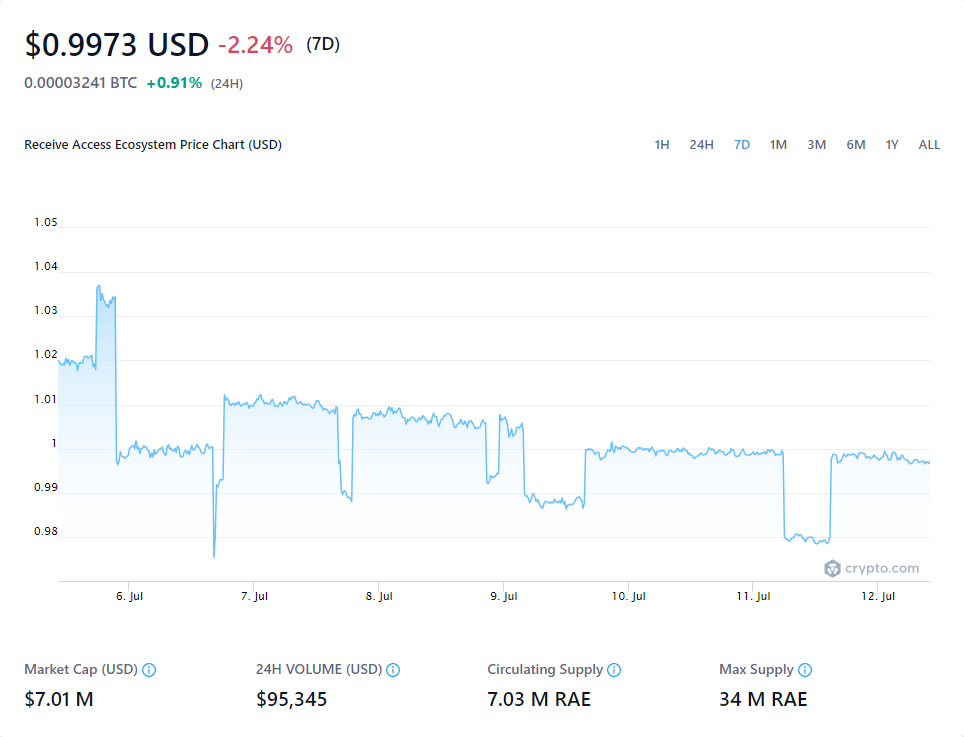 $0.9973 USD -2.24% (7D)
0.00003241 BTC +0.91% (24H)
Receive Access Ecosystem Price Chart (USD) 1H 24H 7D 1M 3M 6M 1Y ALL
1.05
1.04
1.03
1.02
1.01
1
0.99
0.98
crypto.com
6. Jul 7. Jul 8. Jul 9. Jul 10. Jul 11. Jul 12. Jul
Market Cap (USD) 24H VOLUME (USD) Circulating Supply Max Supply
$7.01 M $95,345 7.03 M RAE 34 M RAE